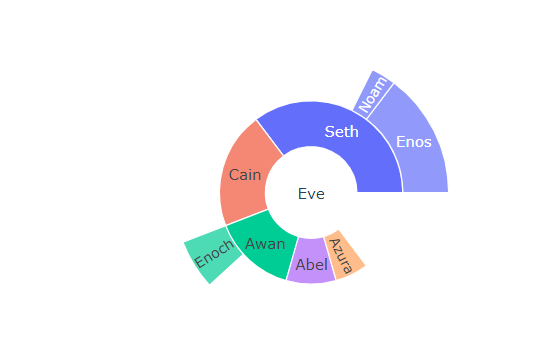 Noam
Seth
Enos
Cain
Eve
Awan
Enoch
Abel
Azura